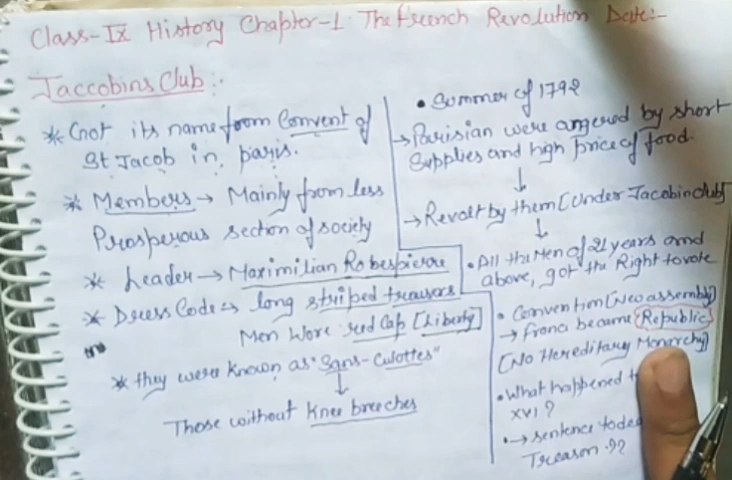 Class-IX History Chapter-1 The French Revolution Date:-
Jaccobins Club:-
* Got its name from Convent of
St Jacob in paris.
* Members → Mainly from less
Prosperous section of society
* Leader → Maximilian Robespierre
* Dress Code → long striped trousers
Men Wore red Cap [Liberty]
* they were known as "Sans-Culottes"
↓
Those without Knee breeches
• Summer of 1792
→ Parisian were angered by short
Supplies and high price of food.
↓
→ Revolt by them [Under Jacobin club]
↓
• All the Men of 21 years and
above, got the Right to vote
• Convention [New assembly]
→ Franc became [Republic]
[No Hereditary Monarchy]
• What happened
XVI?
• → sentence to
Treason